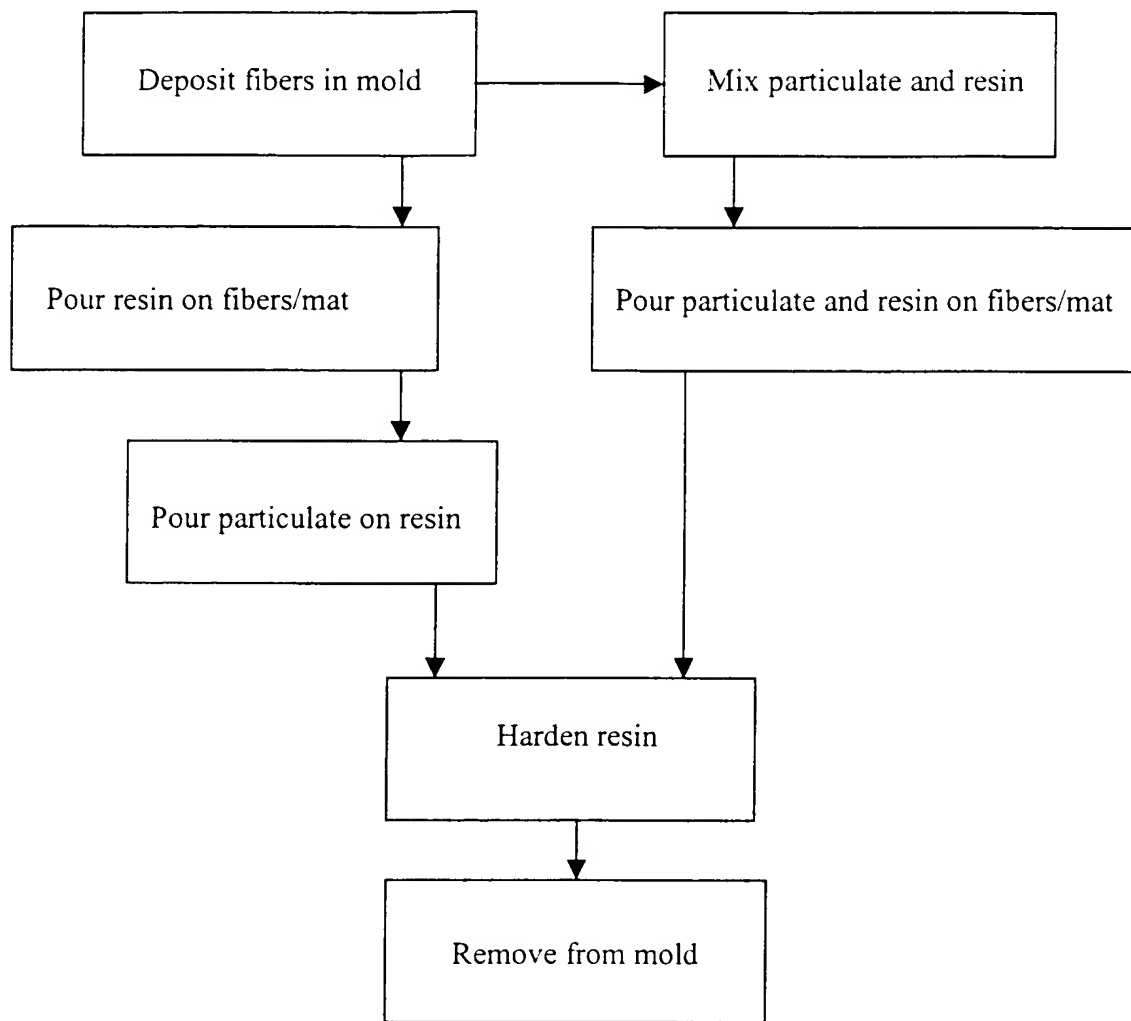 Deposit fibers in mold
Mix particulate and resin
Pour resin on fibers/mat
Pour particulate and resin on fibers/mat
Pour particulate on resin
Harden resin
Remove from mold